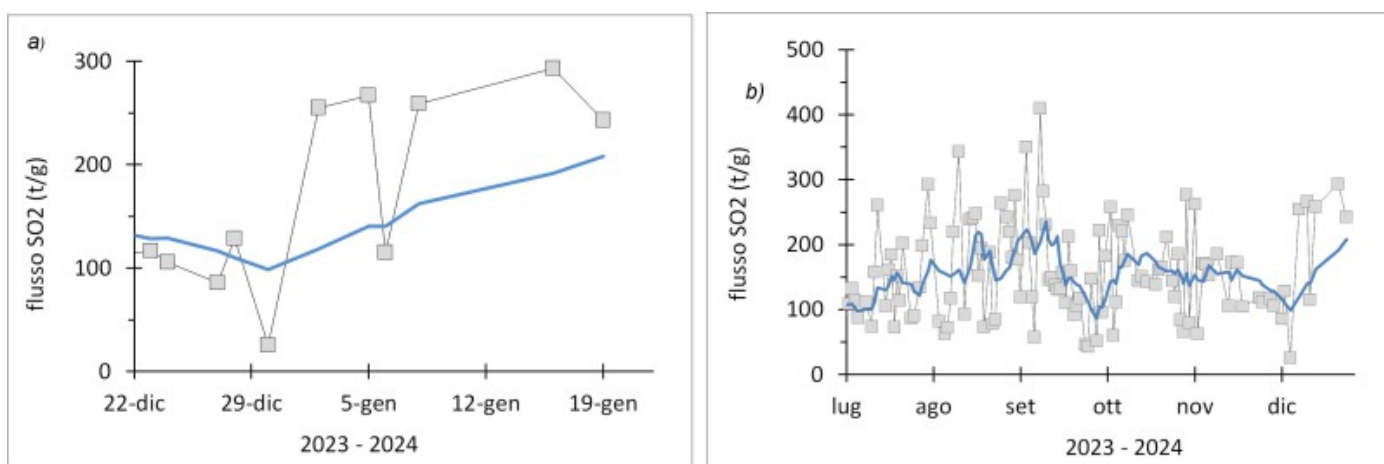 a)
300
200
100
0
flusso SO2 (t/g)
22-dic 29-dic 5-gen 12-gen 19-gen
2023 - 2024
b)
500
400
300
200
100
0
flusso SO2 (t/g)
lug ago set ott nov dic
2023 - 2024